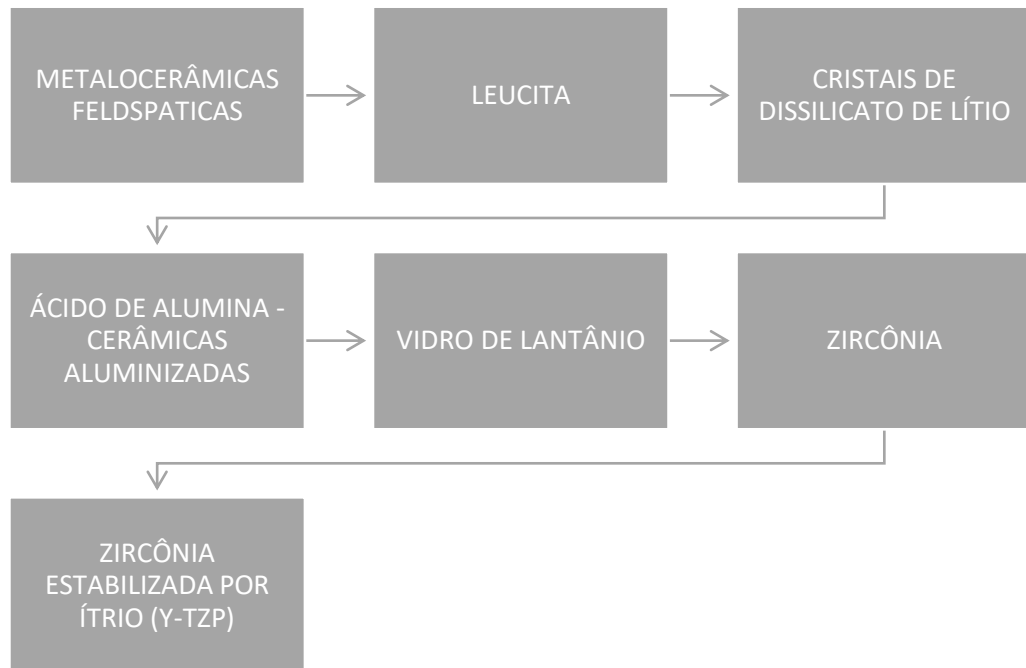 METALOCERÂMICAS
FELDSPATICAS
LEUCITA
CRISTAIS DE
DISSILICATO DE LÍTIO
ÁCIDO DE ALUMINA -
CERÂMICAS
ALUMINIZADAS
VIDRO DE LANTÂNIO
ZIRCÔNIA
ZIRCÔNIA
ESTABILIZADA POR
ÍTRIO (Y-TZP)